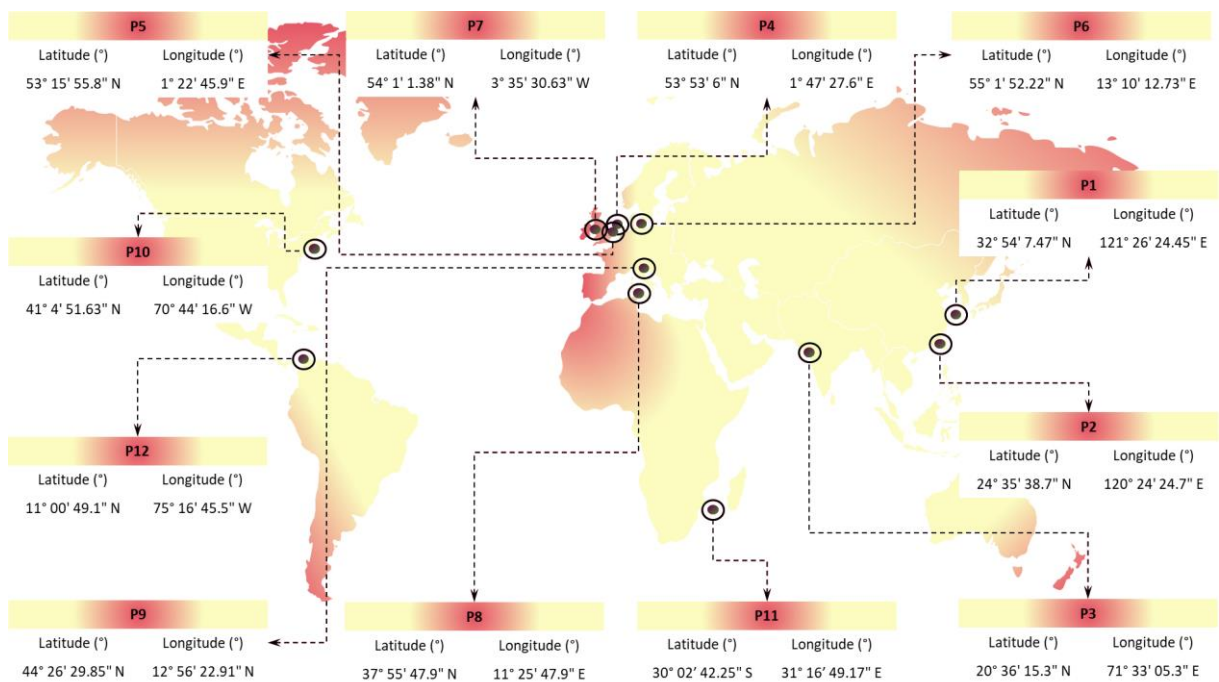 P5
Latitude (°) Longitude (°)
53° 15' 55.8" N 1° 22' 45.9" E
P7
Latitude (°) Longitude (°)
54° 1' 1.38" N 3° 35' 30.63" W
P4
Latitude (°) Longitude (°)
53° 53' 6" N 1° 47' 27.6" E
P6
Latitude (°) Longitude (°)
55° 1' 52.22" N 13° 10' 12.73" E
P1
Latitude (°) Longitude (°)
32° 54' 7.47" N 121° 26' 24.45" E
P10
Latitude (°) Longitude (°)
41° 4' 51.63" N 70° 44' 16.6" W
P2
Latitude (°) Longitude (°)
24° 35' 38.7" N 120° 24' 24.7" E
P12
Latitude (°) Longitude (°)
11° 00' 49.1" N 75° 16' 45.5" W
P9
Latitude (°) Longitude (°)
44° 26' 29.85" N 12° 56' 22.91" N
P8
Latitude (°) Longitude (°)
37° 55' 47.9" N 11° 25' 47.9" E
P11
Latitude (°) Longitude (°)
30° 02' 42.25" S 31° 16' 49.17" E
P3
Latitude (°) Longitude (°)
20° 36' 15.3" N 71° 33' 05.3" E